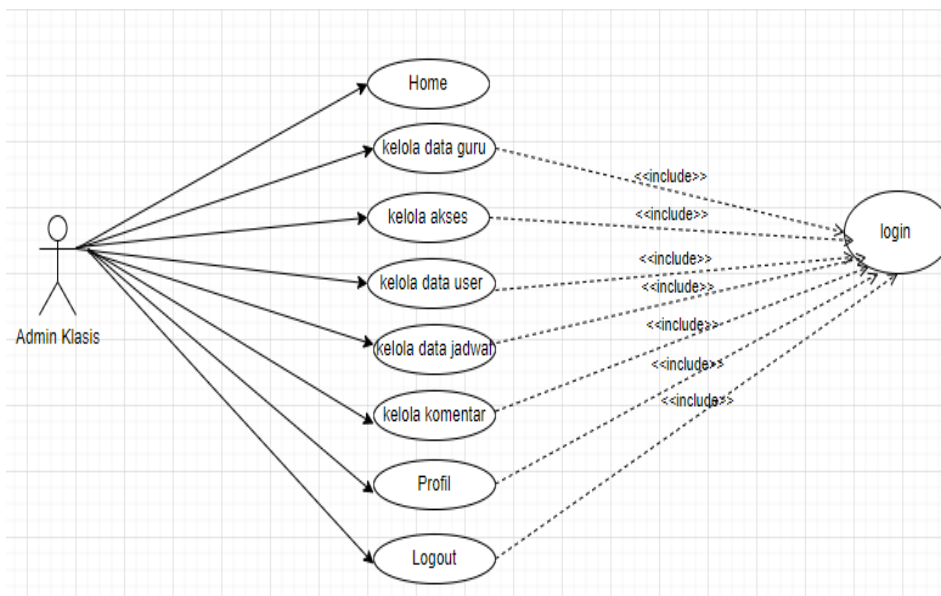 Home
kelola data guru
<<include>>
kelola akses
<<include>>
login
kelola data user
<<include>>
<<include>>
Admin Klasis
kelola data jadwal
<<include>>
kelola komentar
<<include>>
<<include>>
Profil
Logout